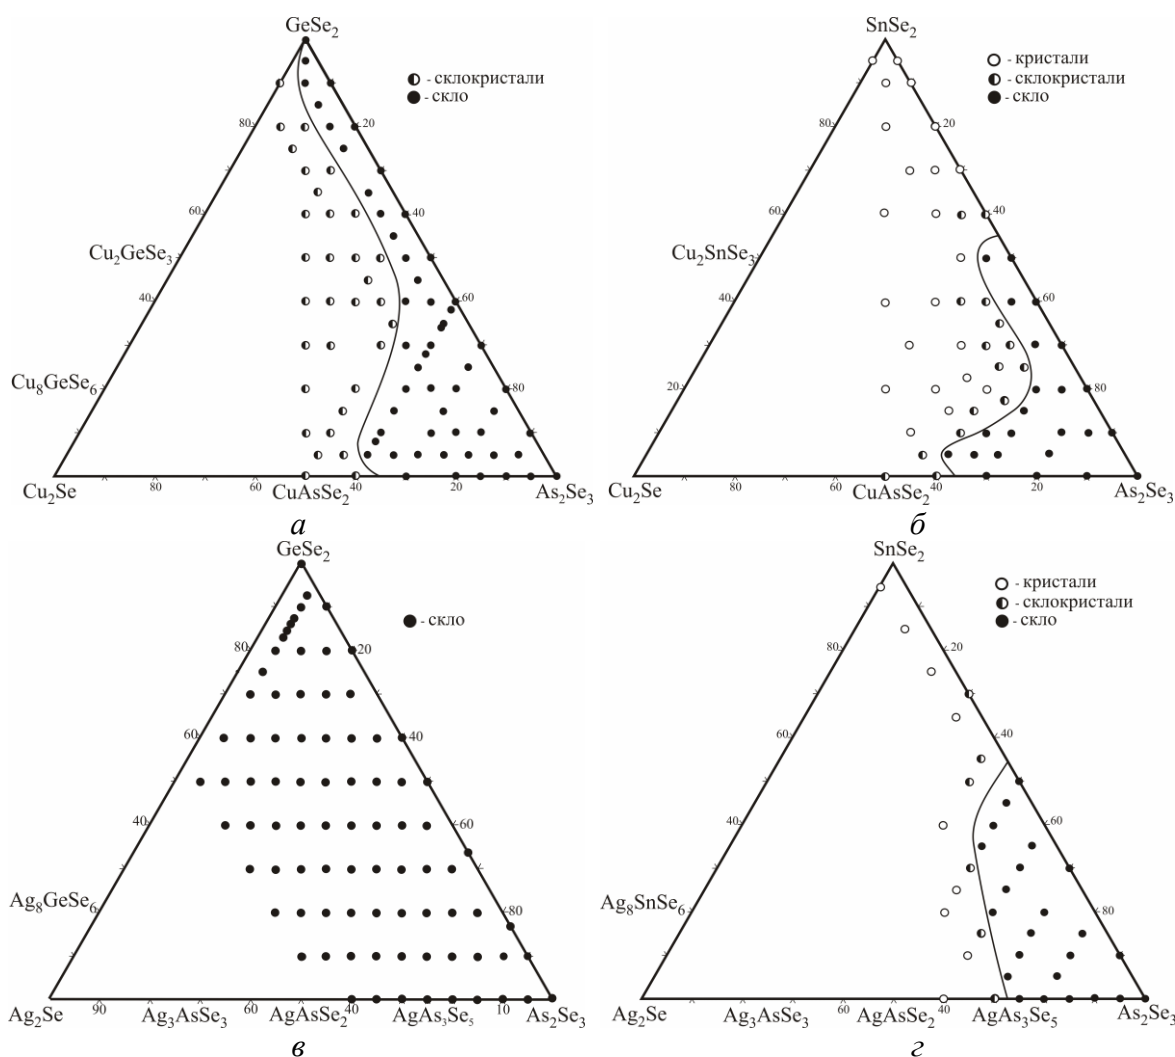 GeSe2
- склокристали
- скло
80
20
60
40
Cu2GeSe3
40
60
Cu8GeSe6
80
Cu2Se
80
60
CuAsSe2
40
20
As2Se3
а
SnSe2
- кристали
- склокристали
- скло
80
20
60
40
Cu2SnSe3
40
60
20
80
Cu2Se
80
60
CuAsSe2
40
20
As2Se3
б
GeSe2
- скло
80
20
60
40
40
60
Ag8GeSe6
80
Ag2Se
90
Ag3AsSe3
60
AgAsSe2
40
AgAs3Se5
10
As2Se3
в
SnSe2
- кристали
- склокристали
- скло
80
20
60
40
40
60
Ag8SnSe6
80
Ag2Se
Ag3AsSe3
60
AgAsSe2
40
AgAs3Se5
As2Se3
г